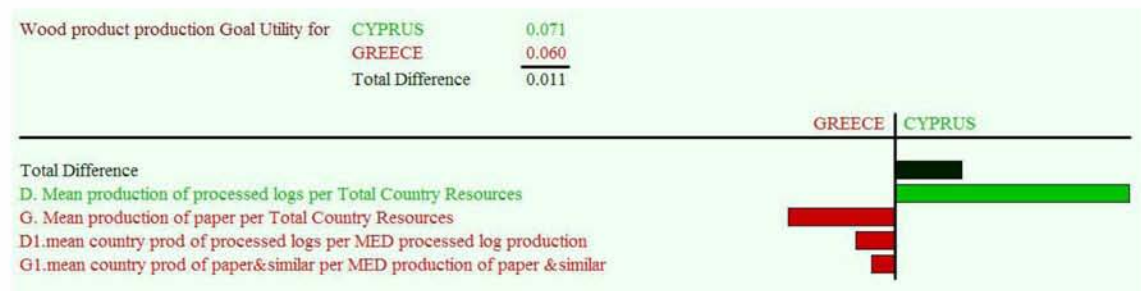 Wood product production Goal Utility for CYPRUS 0.071
GREECE 0.060
Total Difference 0.011
GREECE CYPRUS
Total Difference
D. Mean production of processed logs per Total Country Resources
G. Mean production of paper per Total Country Resources
D1.mean country prod of processed logs per MED processed log production
G1.mean country prod of paper&similar per MED production of paper &similar